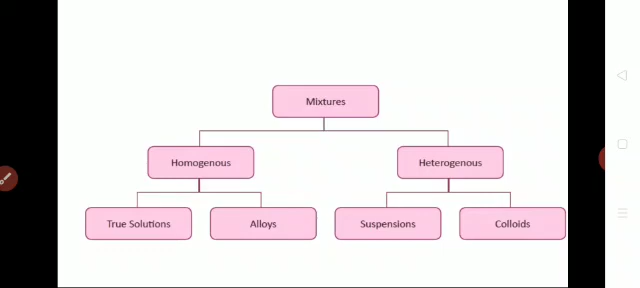 Mixtures
Homogenous
Heterogenous
True Solutions
Alloys
Suspensions
Colloids